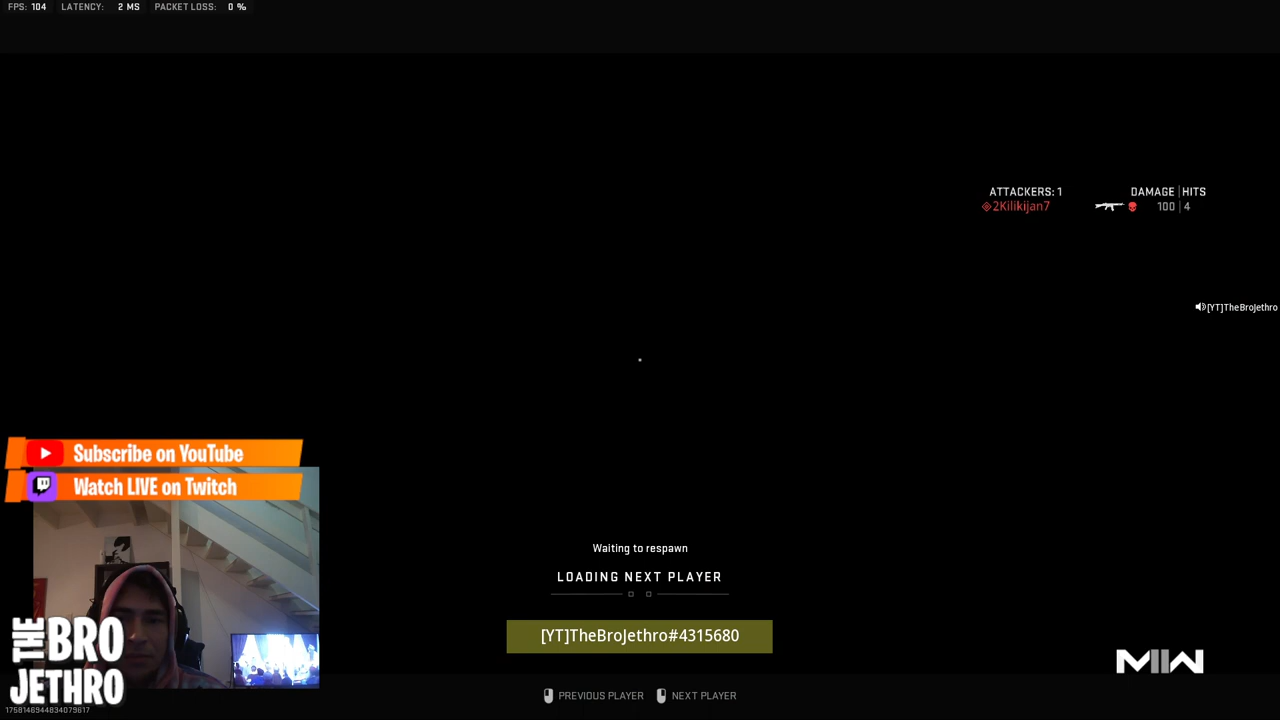 FPS: 104 LATENCY: 2 MS PACKET LOSS: 0 %
ATTACKERS: 1 DAMAGE | HITS
2Kilikijan7 100 | 4
[YT]TheBroJethro
Subscribe on YouTube
Watch LIVE on Twitch
Waiting to respawn
LOADING NEXT PLAYER
[YT]TheBroJethro#4315680
THE BRO
JETHRO
MIIW
PREVIOUS PLAYER NEXT PLAYER
1758146944834079617